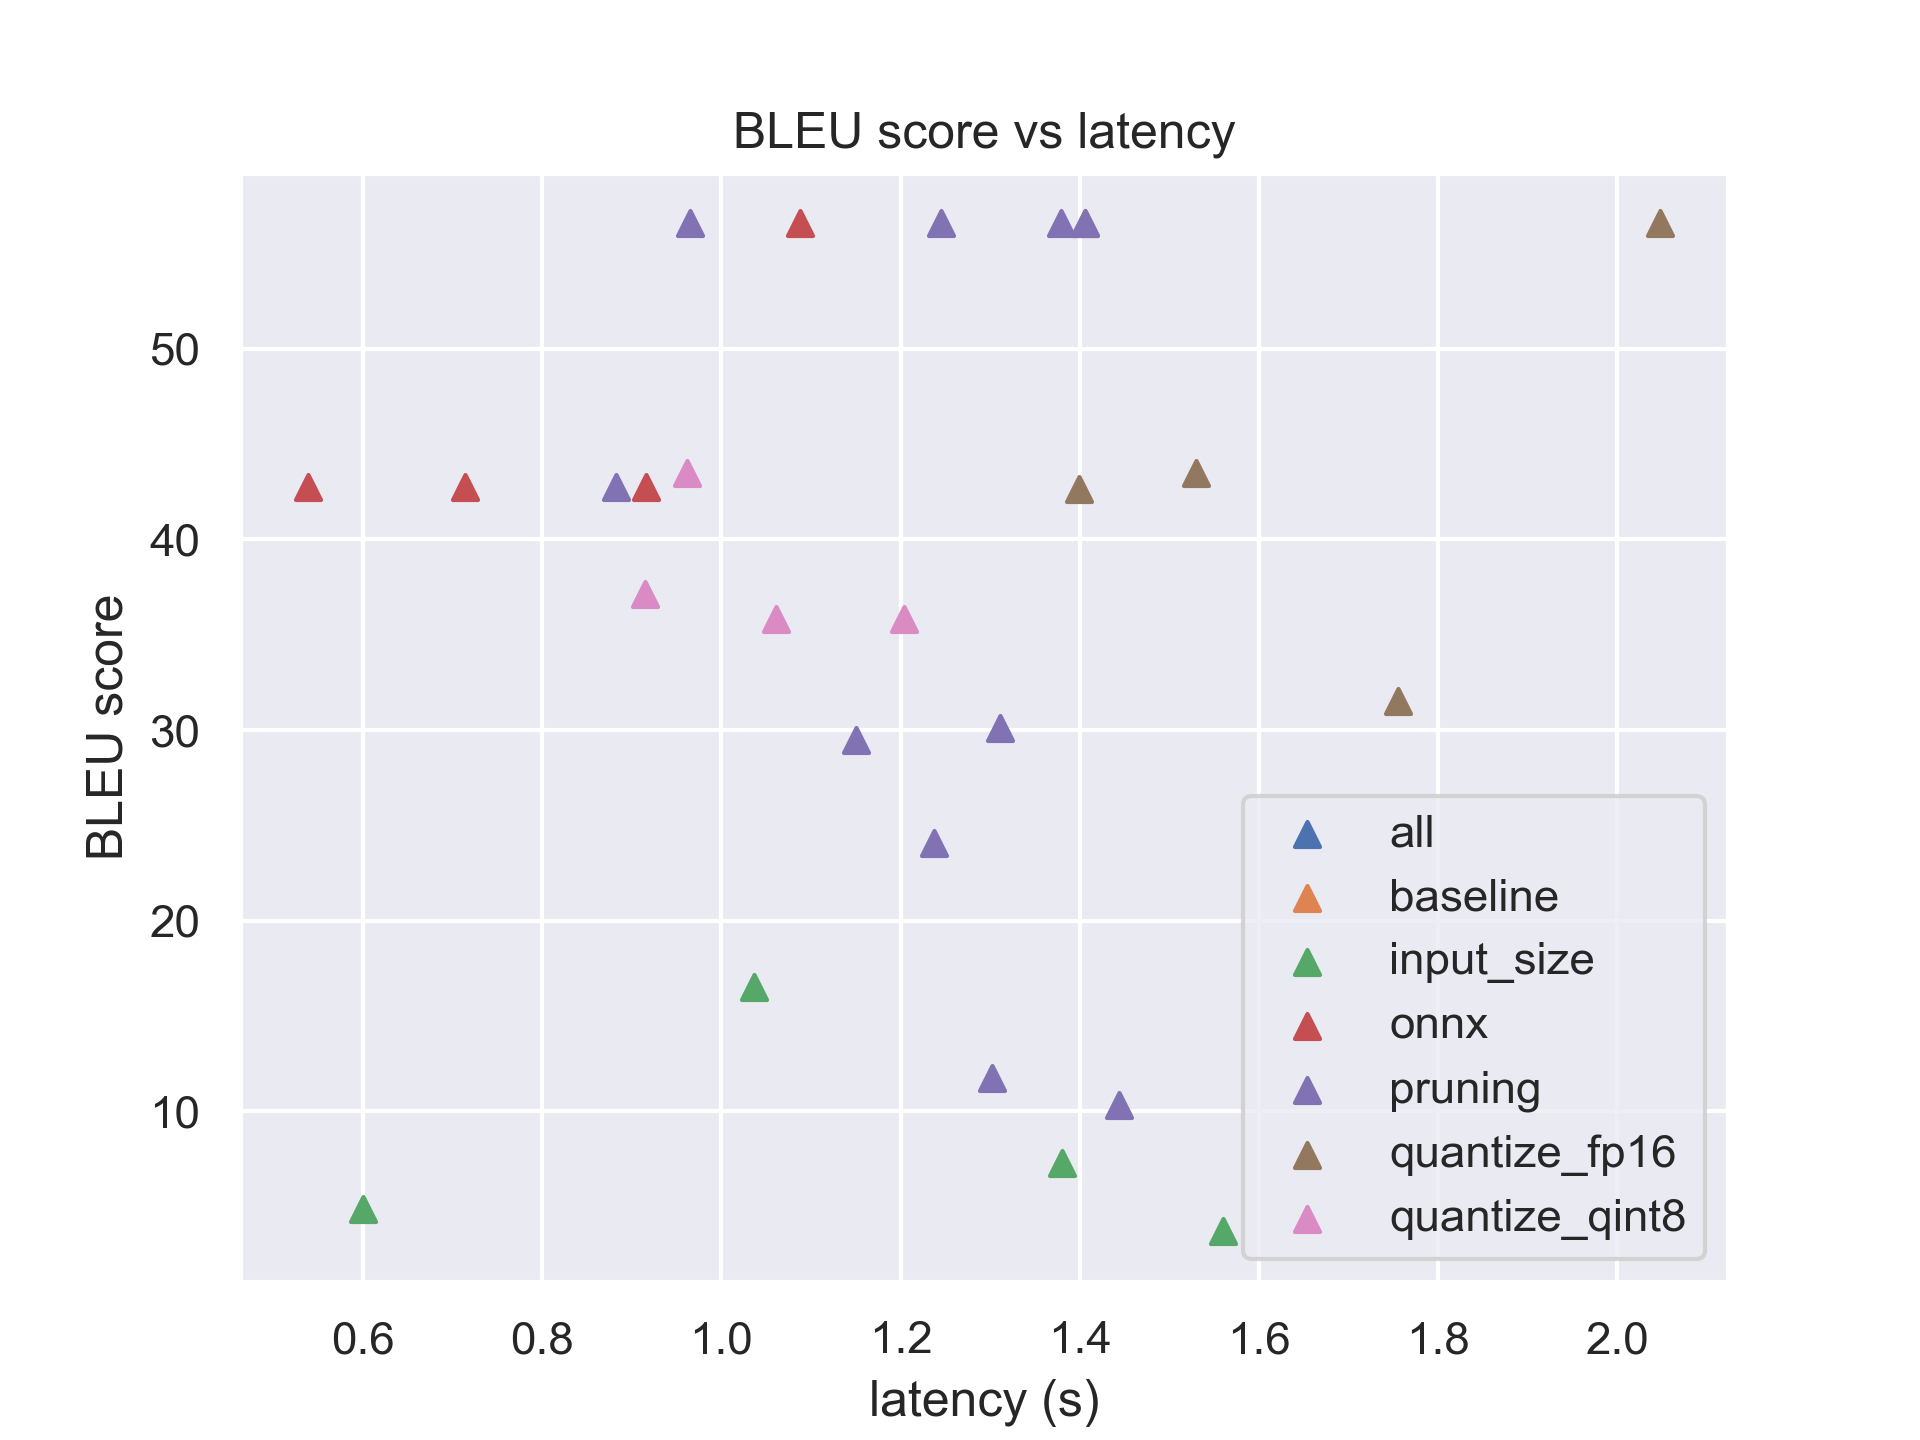 BLEU score vs latency
BLEU score
50
40
30
20
10
all
baseline
input_size
onnx
pruning
quantize_fp16
quantize_qint8
0.6 0.8 1.0 1.2 1.4 1.6 1.8 2.0
latency (s)